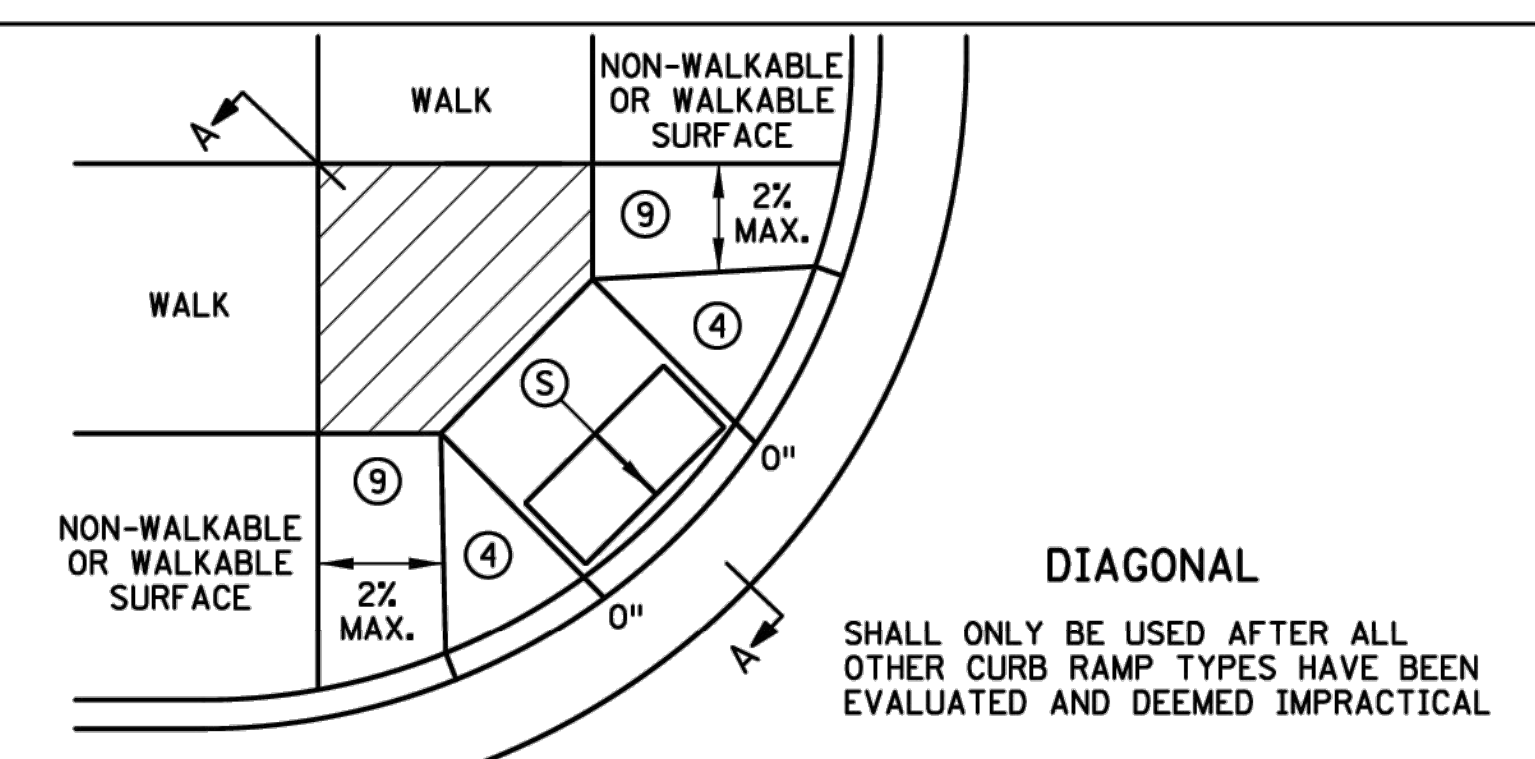 WALK
NON-WALKABLE
OR WALKABLE
SURFACE
A
9
2%
MAX.
WALK
4
S
0"
9
NON-WALKABLE
OR WALKABLE
SURFACE
4
2%
MAX.
0"
A
DIAGONAL
SHALL ONLY BE USED AFTER ALL
OTHER CURB RAMP TYPES HAVE BEEN
EVALUATED AND DEEMED IMPRACTICAL